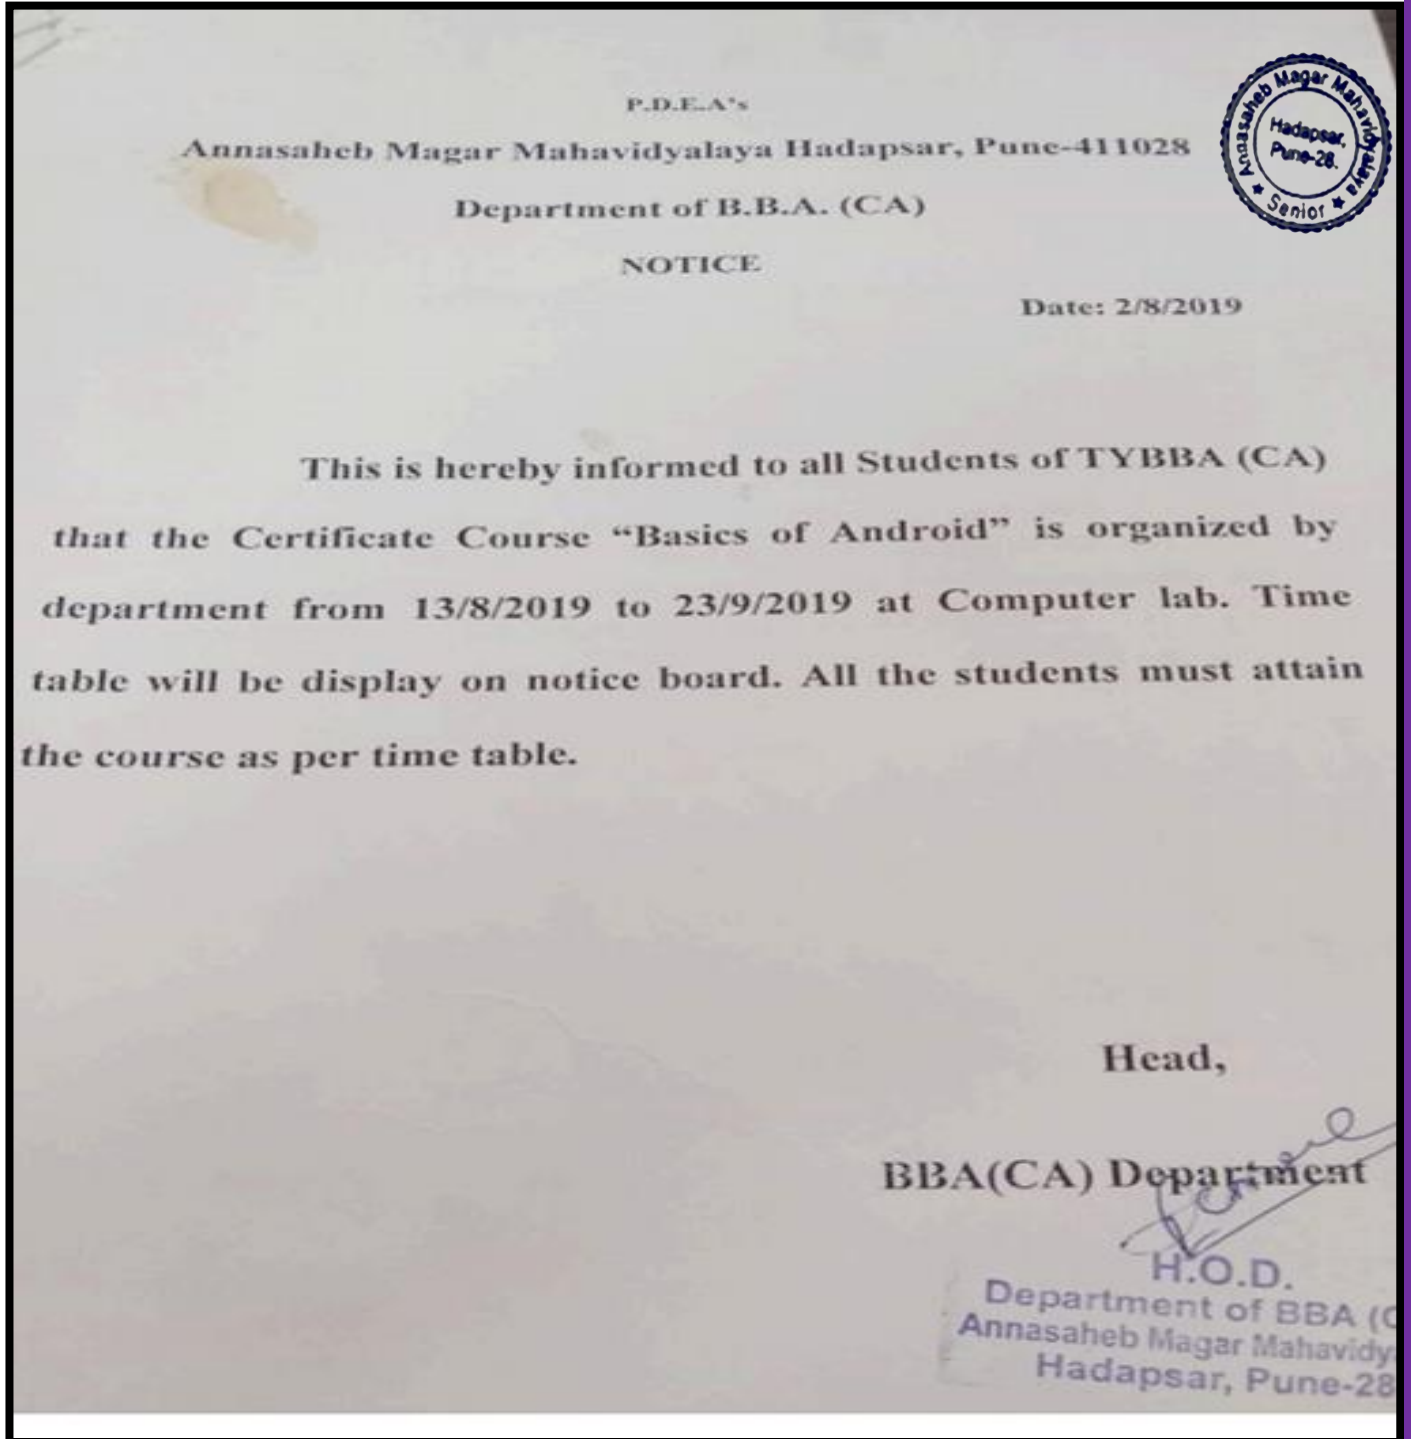 P.D.E.A's
Annasaheb Magar Mahavidyalaya Hadapsar, Pune-411028
Department of B.B.A. (CA)
NOTICE
Date: 2/8/2019
Annasaheb Magar Mahavidyalaya
Hadapsar,
Pune-28.
★ Senior ★
This is hereby informed to all Students of TYBBA (CA)
that the Certificate Course “Basics of Android” is organized by
department from 13/8/2019 to 23/9/2019 at Computer lab. Time
table will be display on notice board. All the students must attain
the course as per time table.
Head,
BBA(CA) Department
H.O.D.
Department of BBA (C
Annasaheb Magar Mahavidya
Hadapsar, Pune-28